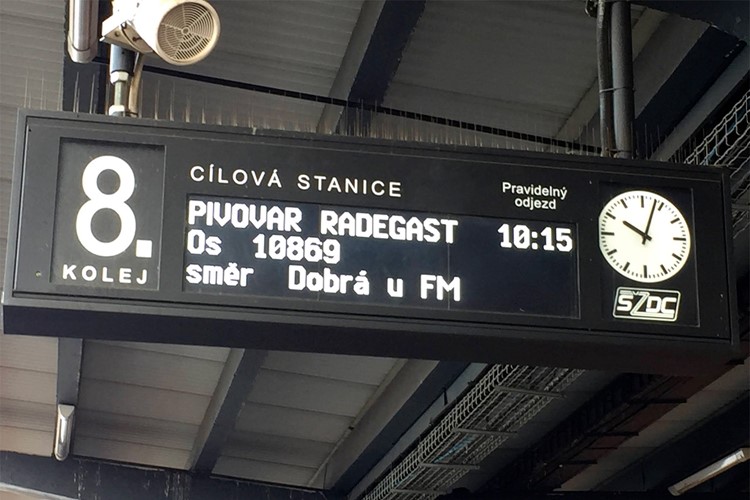 8.
KOLEJ
CÍLOVÁ STANICE
Pravidelný
odjezd
PIVOVAR RADEGAST 10:15
Os 10869
směr Dobrá u FM
SŽDC